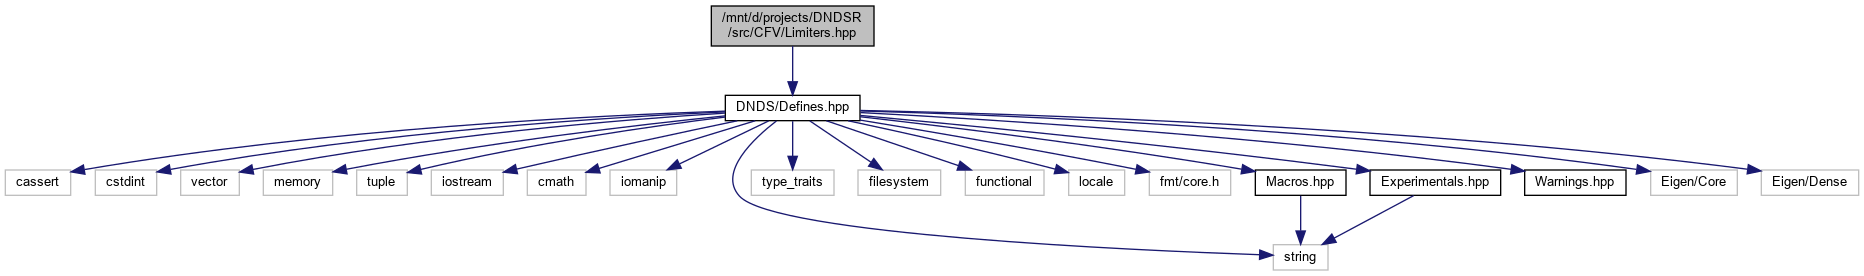 /mnt/d/projects/DNDSR
/src/CFV/Limiters.hpp
DNDS/Defines.hpp
cassert
cstdint
vector
memory
tuple
iostream
cmath
iomanip
type_traits
filesystem
functional
locale
fmt/core.h
Macros.hpp
Experimentals.hpp
Warnings.hpp
Eigen/Core
Eigen/Dense
string